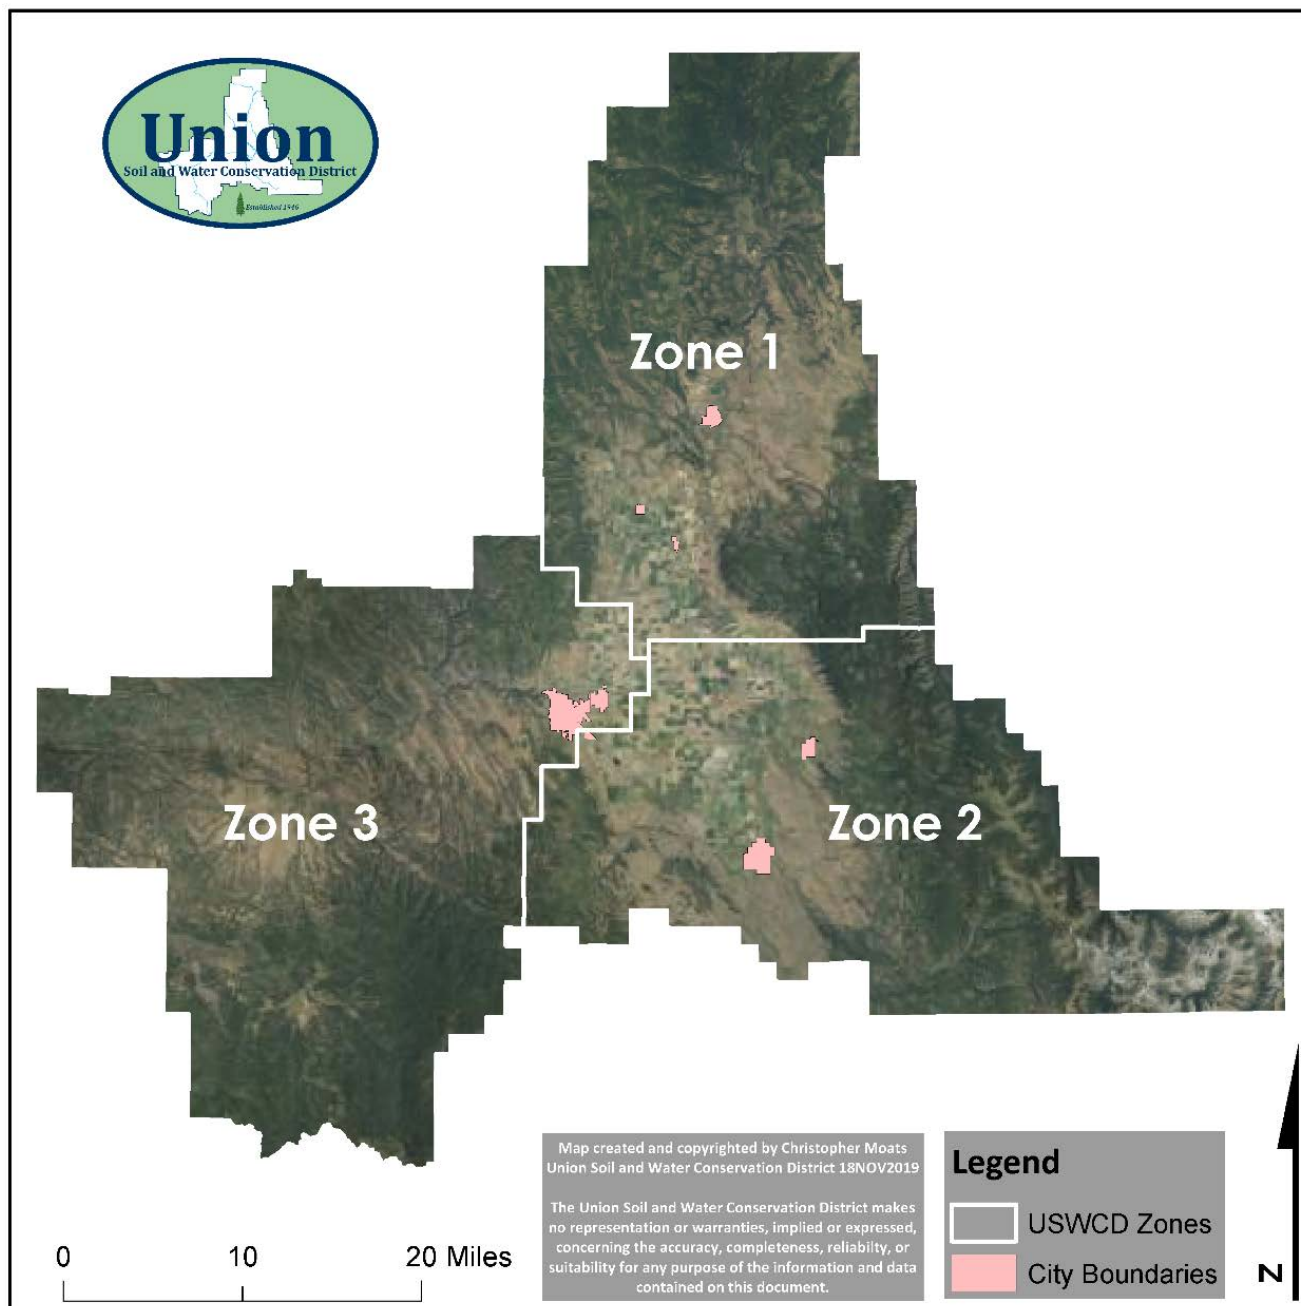 Union
Soil and Water Conservation District
Established 1946
Zone 1
Zone 3
Zone 2
Map created and copyrighted by Christopher Moats
Union Soil and Water Conservation District 18NOV2019
The Union Soil and Water Conservation District makes
no representation or warranties, implied or expressed,
concerning the accuracy, completeness, reliabilty, or
suitability for any purpose of the information and data
contained on this document.
Legend
USWCD Zones
City Boundaries
0 10 20 Miles
N